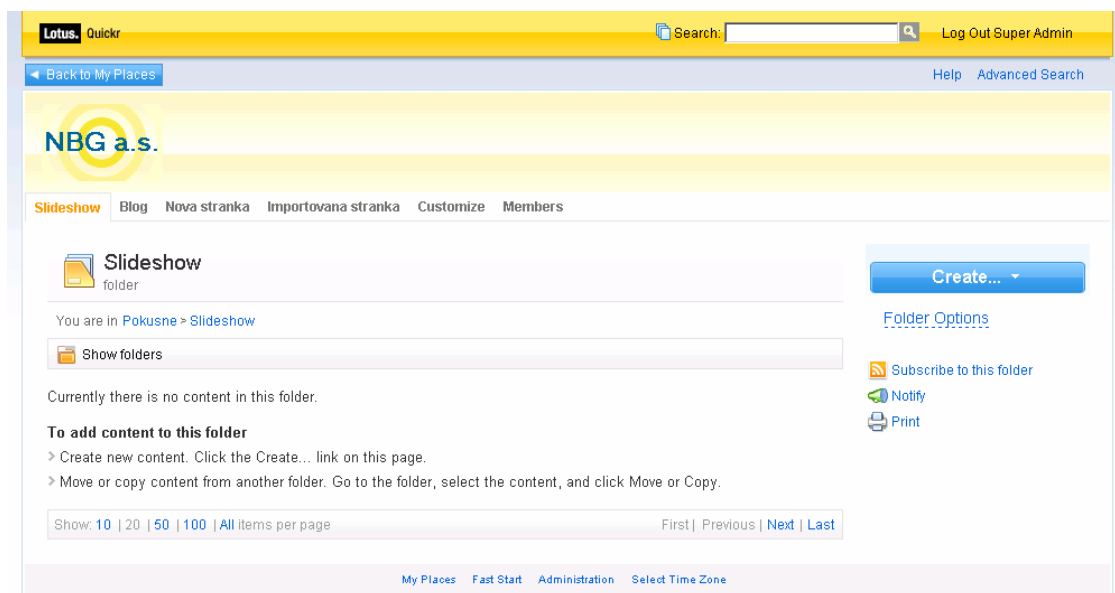 Lotus. Quickr Search: Log Out Super Admin
Back to My Places Help Advanced Search
NBG a.s.
Slideshow Blog Nova stranka Importovana stranka Customize Members
Slideshow
folder
Create...
You are in Pokusne > Slideshow
Folder Options
Show folders
Subscribe to this folder
Currently there is no content in this folder.
Notify
Print
To add content to this folder
> Create new content. Click the Create... link on this page.
> Move or copy content from another folder. Go to the folder, select the content, and click Move or Copy.
Show: 10 | 20 | 50 | 100 | All items per page First | Previous | Next | Last
My Places Fast Start Administration Select Time Zone